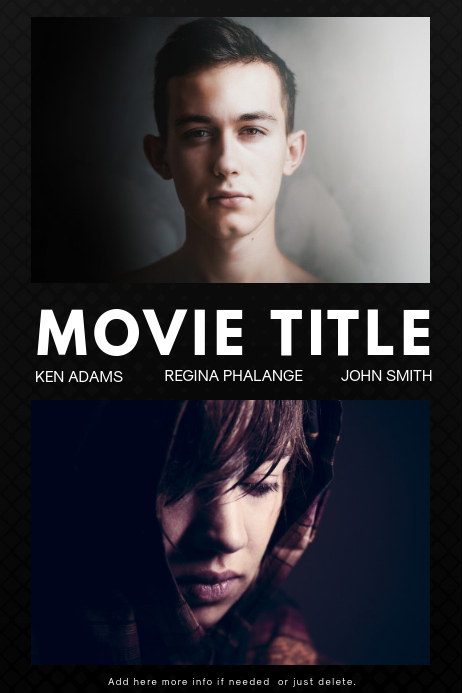 MOVIE TITLE
KEN ADAMS REGINA PHALANGE JOHN SMITH
Add here more info if needed or just delete.